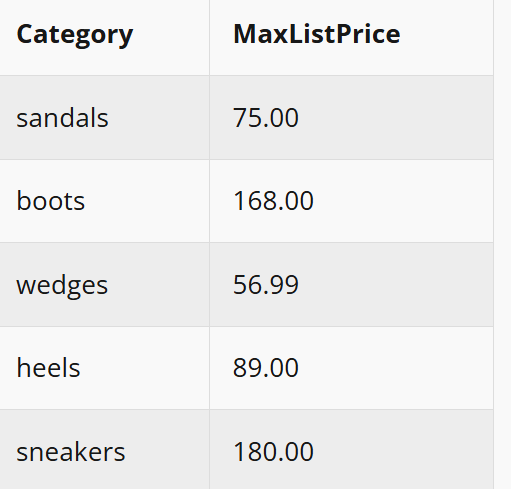 Category MaxListPrice
sandals 75.00
boots 168.00
wedges 56.99
heels 89.00
sneakers 180.00